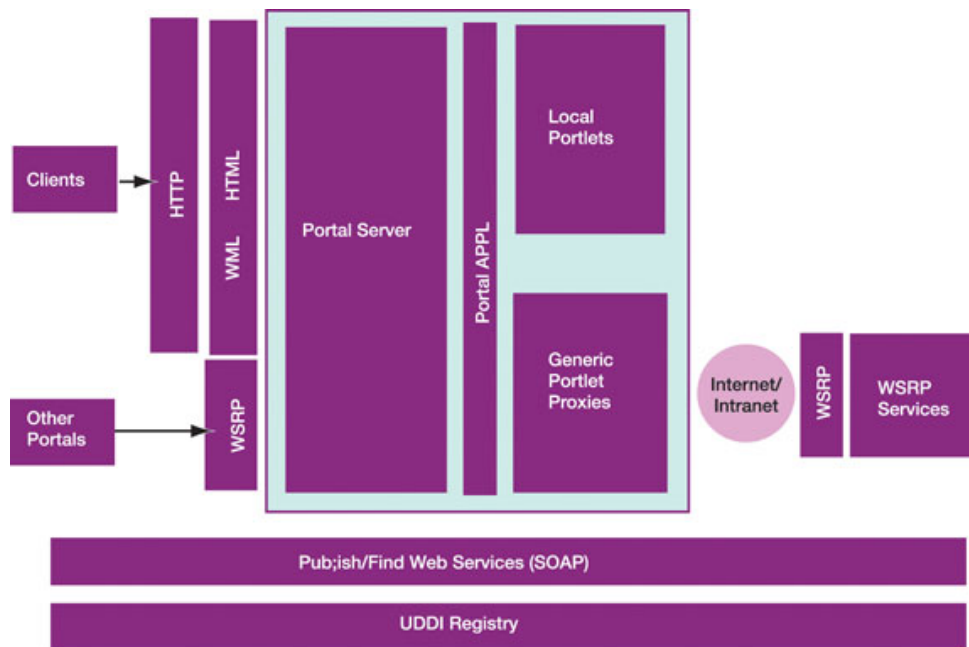 Clients
HTTP
HTML
WML
Portal Server
Portal APPL
Local
Portlets
Generic
Portlet
Proxies
Other
Portals
WSRP
Internet/
Intranet
WSRP
WSRP
Services
Pub;ish/Find Web Services (SOAP)
UDDI Registry